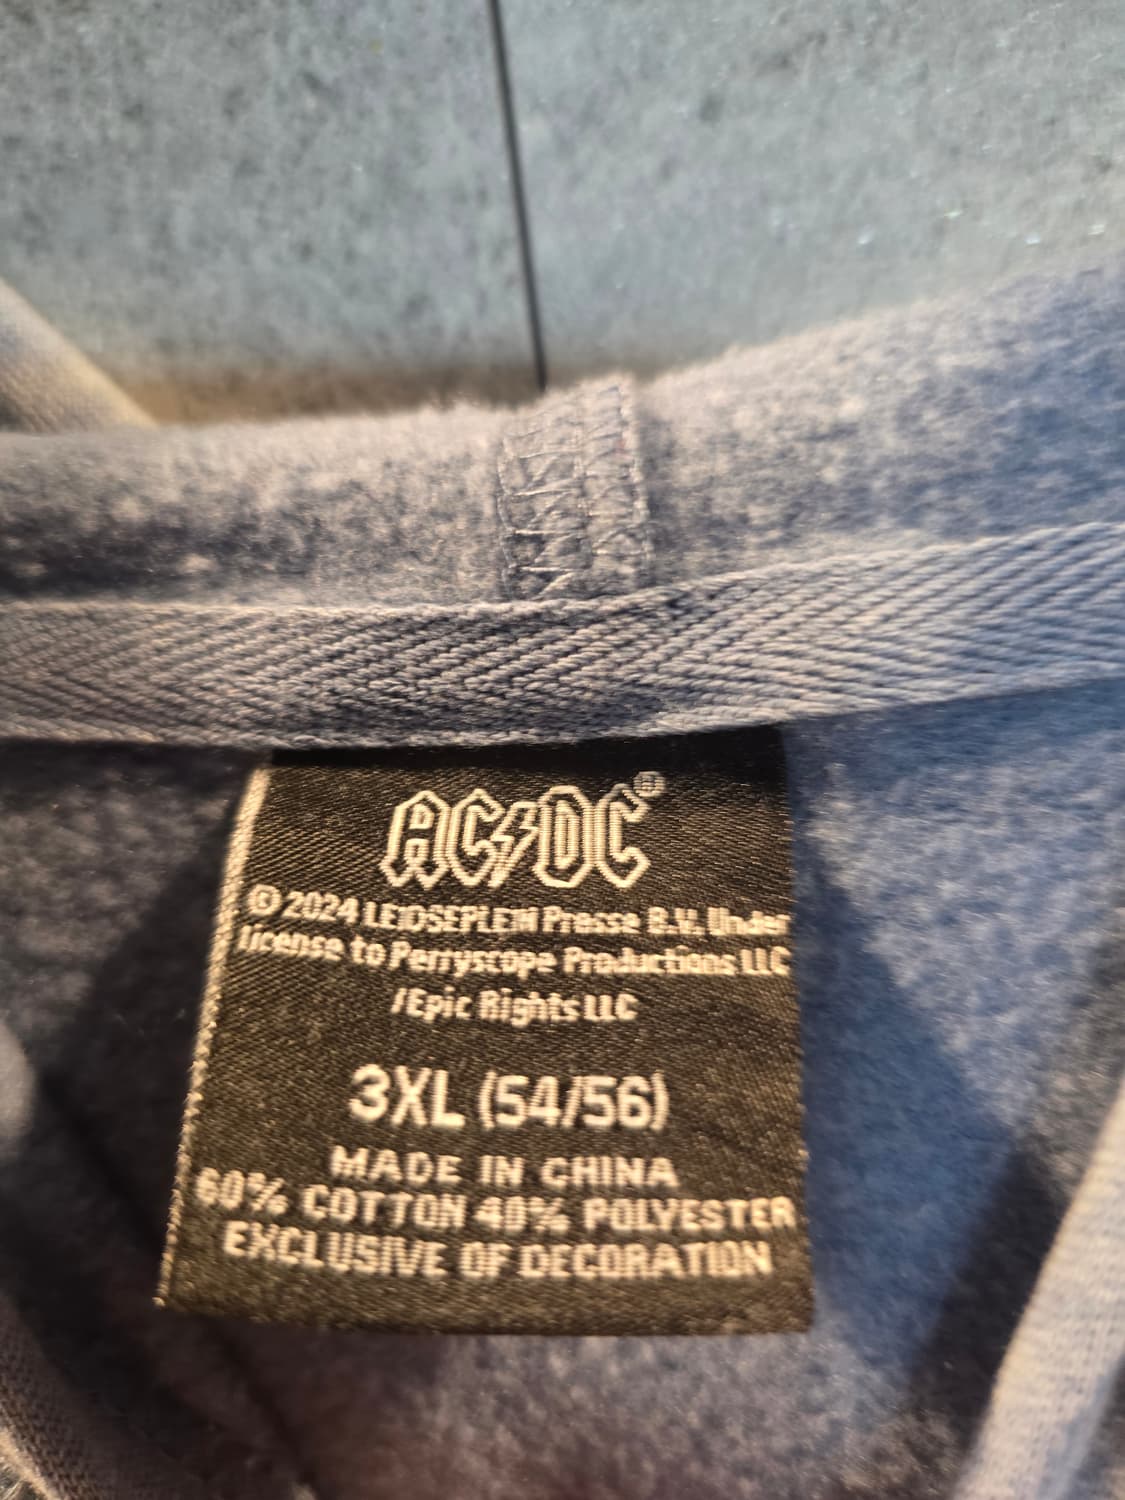 AC⚡DC®
© 2024 LEIDSEPLEIN Presse B.V. Under
license to Perryscope Productions LLC
/Epic Rights LLC
3XL (54/56)
MADE IN CHINA
60% COTTON 40% POLYESTER
EXCLUSIVE OF DECORATION